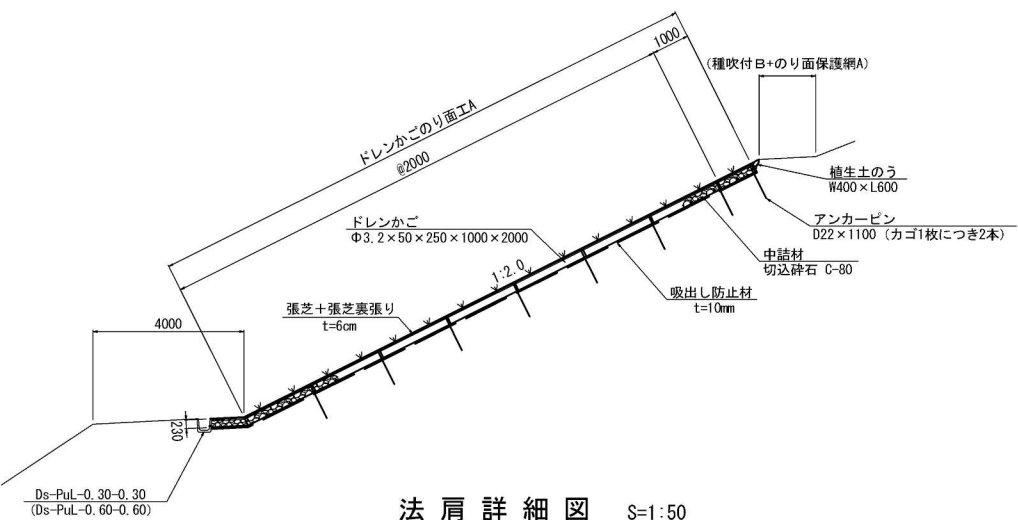 1000
(種吹付B+のり面保護網A)
ドレンかごのり面工A
@2000
植生土のう
W400×L600
ドレンかご
Φ3.2×50×250×1000×2000
アンカーピン
D22×1100 (カゴ1枚につき2本)
中詰材
切込砕石 C-80
1:2.0
吸出し防止材
t=10mm
張芝+張芝裏張り
t=6cm
4000
230
Ds-PuL-0.30-0.30
(Ds-PuL-0.60-0.60)
法肩詳細図 S=1:50